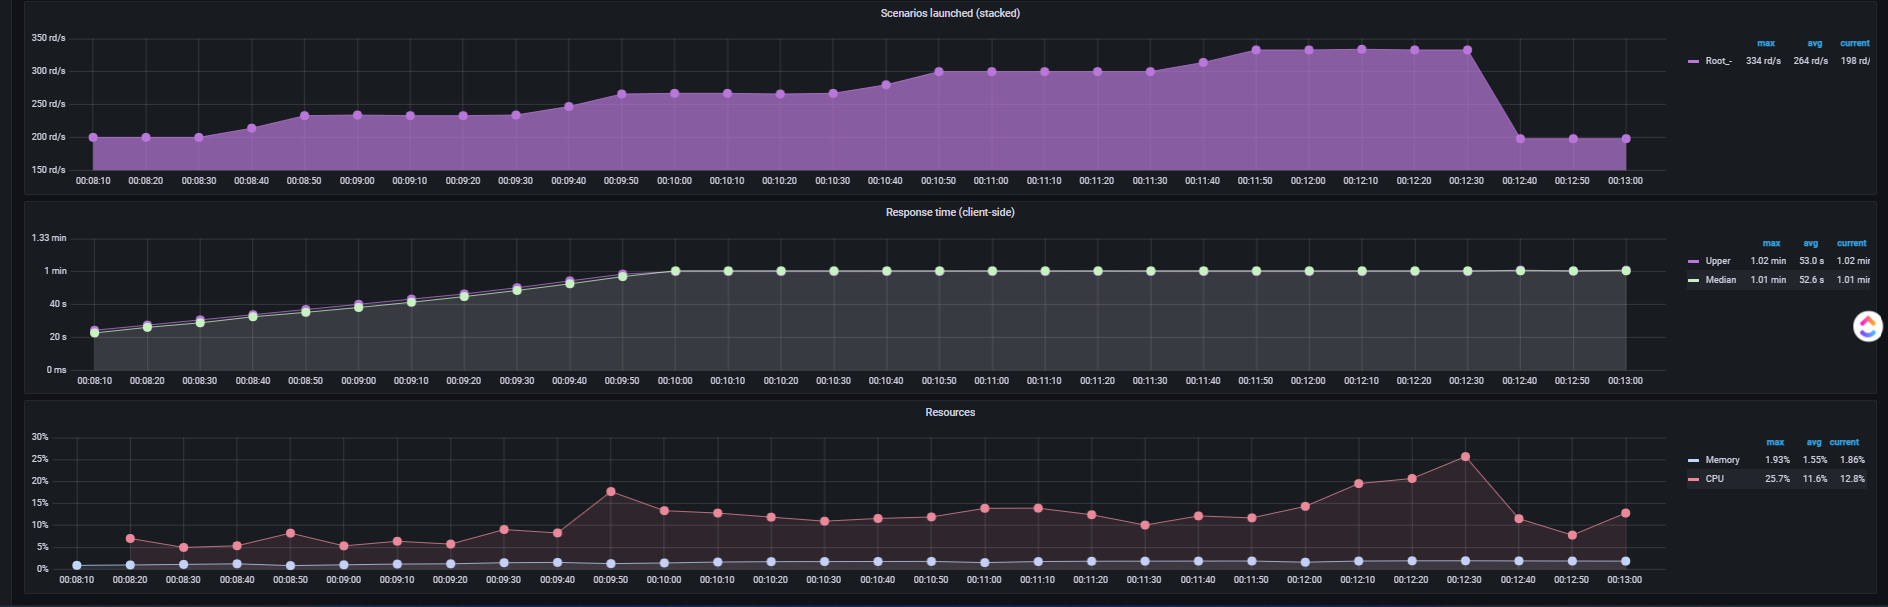 Scenarios launched (stacked)
350 rd/s
300 rd/s
250 rd/s
200 rd/s
150 rd/s
00:08:10 00:08:20 00:08:30 00:08:40 00:08:50 00:09:00 00:09:10 00:09:20 00:09:30 00:09:40 00:09:50 00:10:00 00:10:10 00:10:20 00:10:30 00:10:40 00:10:50 00:11:00 00:11:10 00:11:20 00:11:30 00:11:40 00:11:50 00:12:00 00:12:10 00:12:20 00:12:30 00:12:40 00:12:50 00:13:00
max avg current
Root_- 334 rd/s 264 rd/s 198 rd/
Response time (client-side)
1.33 min
1 min
40 s
20 s
0 ms
00:08:10 00:08:20 00:08:30 00:08:40 00:08:50 00:09:00 00:09:10 00:09:20 00:09:30 00:09:40 00:09:50 00:10:00 00:10:10 00:10:20 00:10:30 00:10:40 00:10:50 00:11:00 00:11:10 00:11:20 00:11:30 00:11:40 00:11:50 00:12:00 00:12:10 00:12:20 00:12:30 00:12:40 00:12:50 00:13:00
max avg current
Upper 1.02 min 53.0 s 1.02 mir
Median 1.01 min 52.6 s 1.01 mir
Resources
30%
25%
20%
15%
10%
5%
0%
00:08:10 00:08:20 00:08:30 00:08:40 00:08:50 00:09:00 00:09:10 00:09:20 00:09:30 00:09:40 00:09:50 00:10:00 00:10:10 00:10:20 00:10:30 00:10:40 00:10:50 00:11:00 00:11:10 00:11:20 00:11:30 00:11:40 00:11:50 00:12:00 00:12:10 00:12:20 00:12:30 00:12:40 00:12:50 00:13:00
max avg current
Memory 1.93% 1.55% 1.86%
CPU 25.7% 11.6% 12.8%